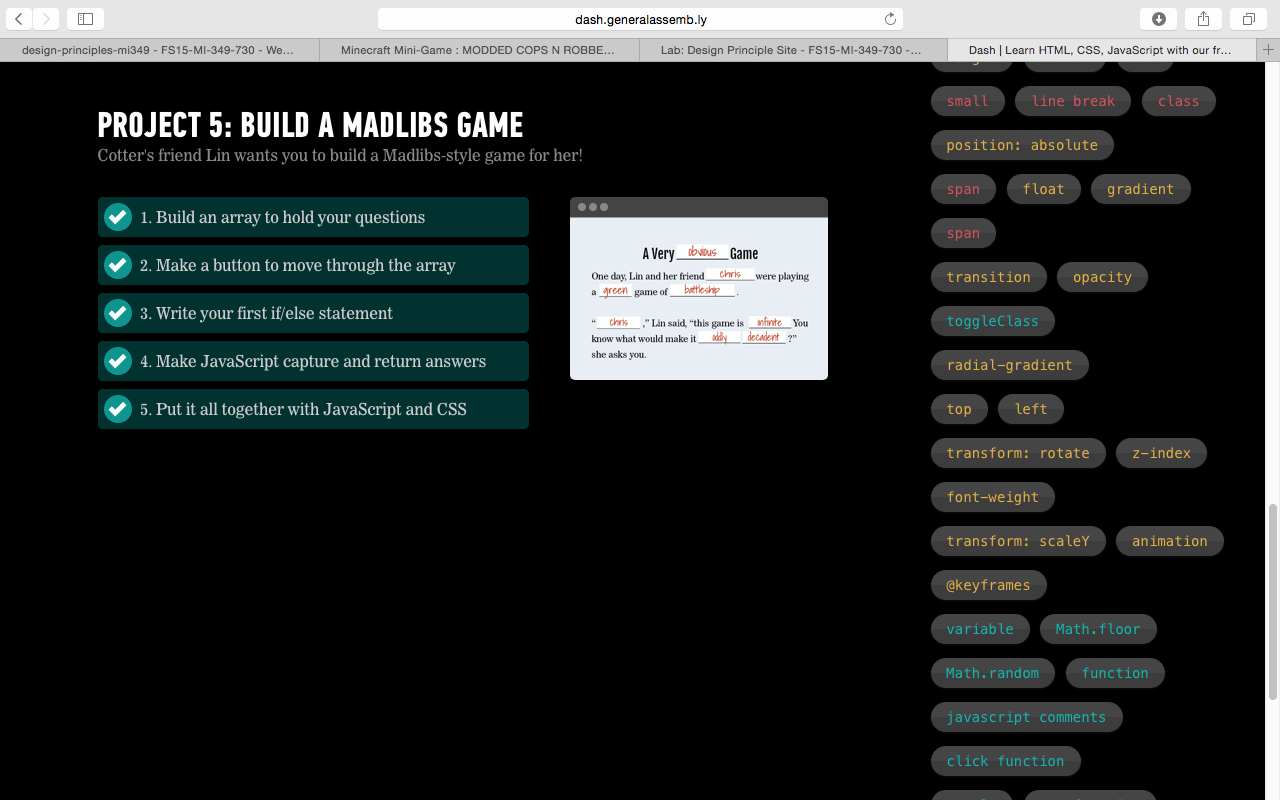 dash.generalassemb.ly
design-principles-mi349 - FS15-MI-349-730 - We...
Minecraft Mini-Game : MODDED COPS N ROBBE...
Lab: Design Principle Site - FS15-MI-349-730 -...
Dash | Learn HTML, CSS, JavaScript with our fr...
PROJECT 5: BUILD A MADLIBS GAME
Cotter's friend Lin wants you to build a Madlibs-style game for her!
1. Build an array to hold your questions
2. Make a button to move through the array
3. Write your first if/else statement
4. Make JavaScript capture and return answers
5. Put it all together with JavaScript and CSS
A Very obvious Game
One day, Lin and her friend chris were playing
a green game of battleship .
“ chris ,” Lin said, “this game is infinite You
know what would make it oddly decadent ?”
she asks you.
small line break class
position: absolute
span float gradient
span
transition opacity
toggleClass
radial-gradient
top left
transform: rotate z-index
font-weight
transform: scaleY animation
@keyframes
variable Math.floor
Math.random function
javascript comments
click function